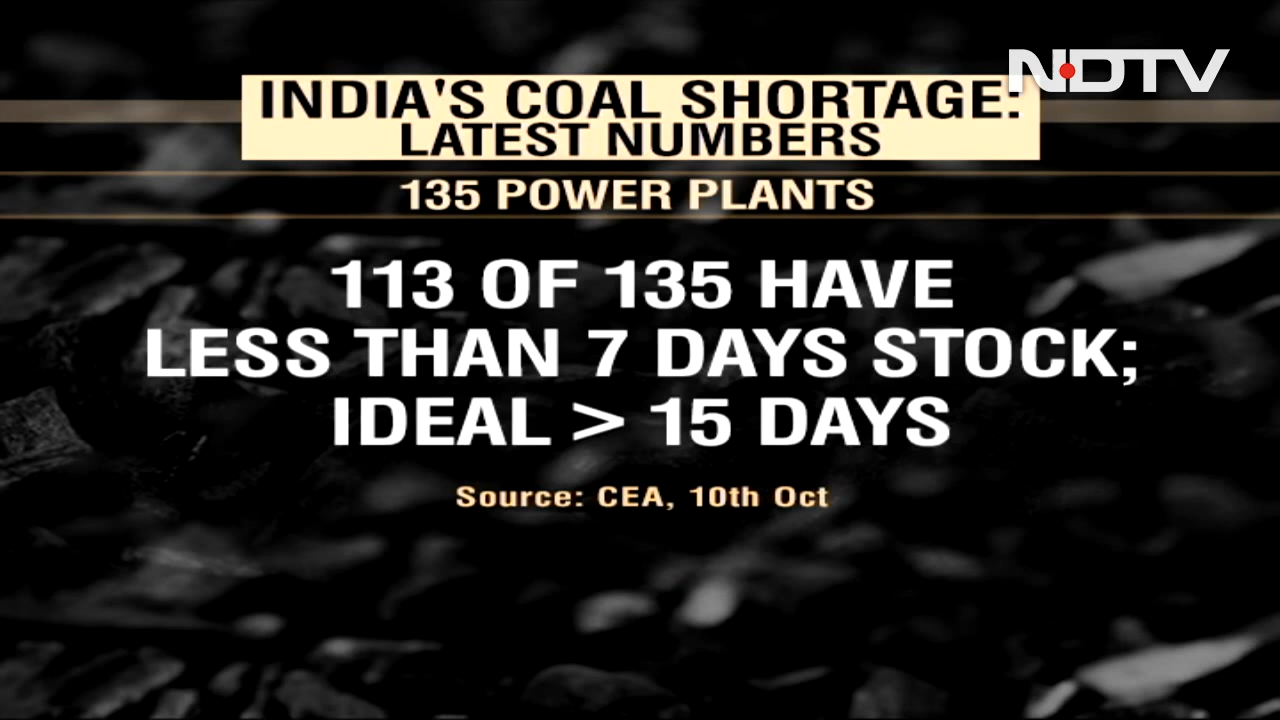 NDTV
INDIA'S COAL SHORTAGE:
LATEST NUMBERS
135 POWER PLANTS
113 OF 135 HAVE
LESS THAN 7 DAYS STOCK;
IDEAL > 15 DAYS
Source: CEA, 10th Oct